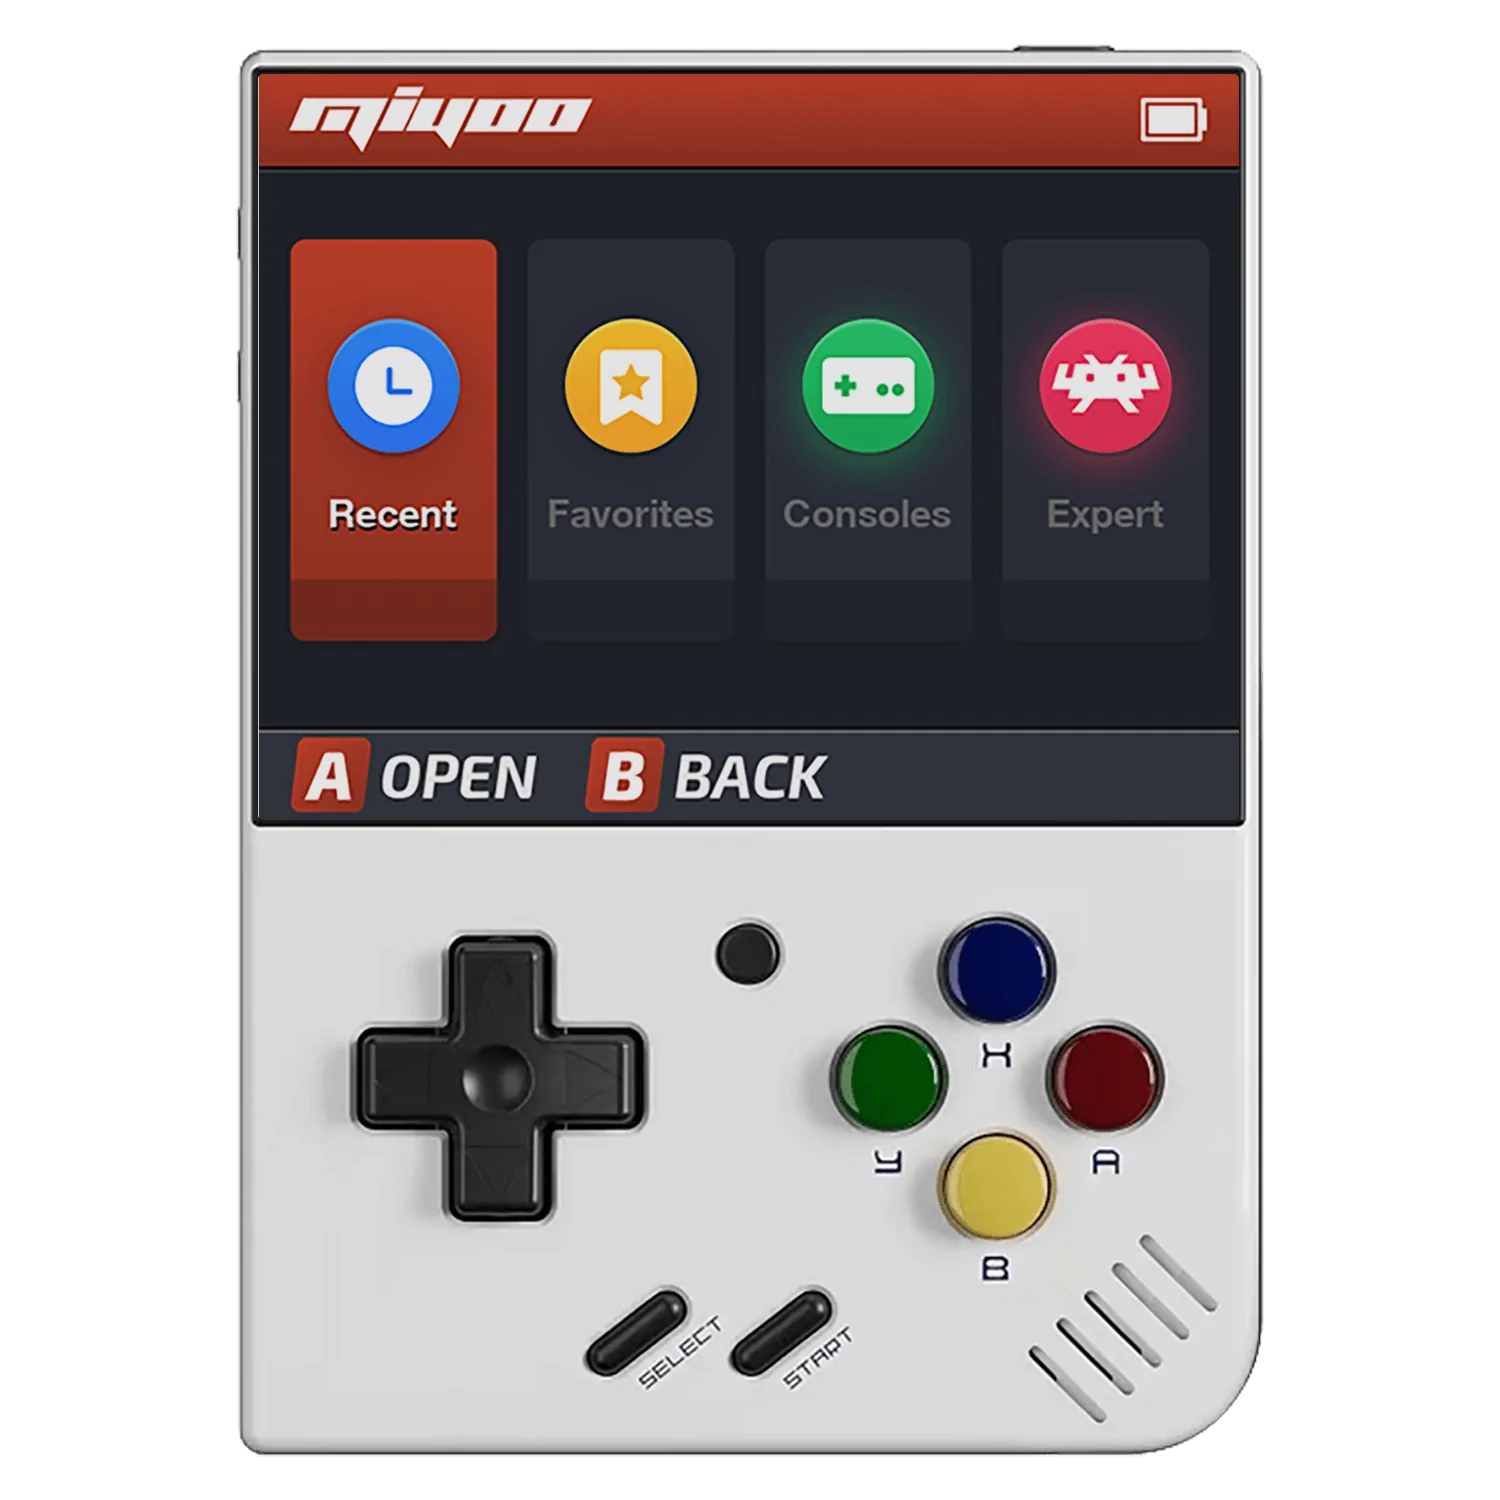 miyoo
Recent Favorites Consoles Expert
A OPEN B BACK
X
Y A
B
SELECT START